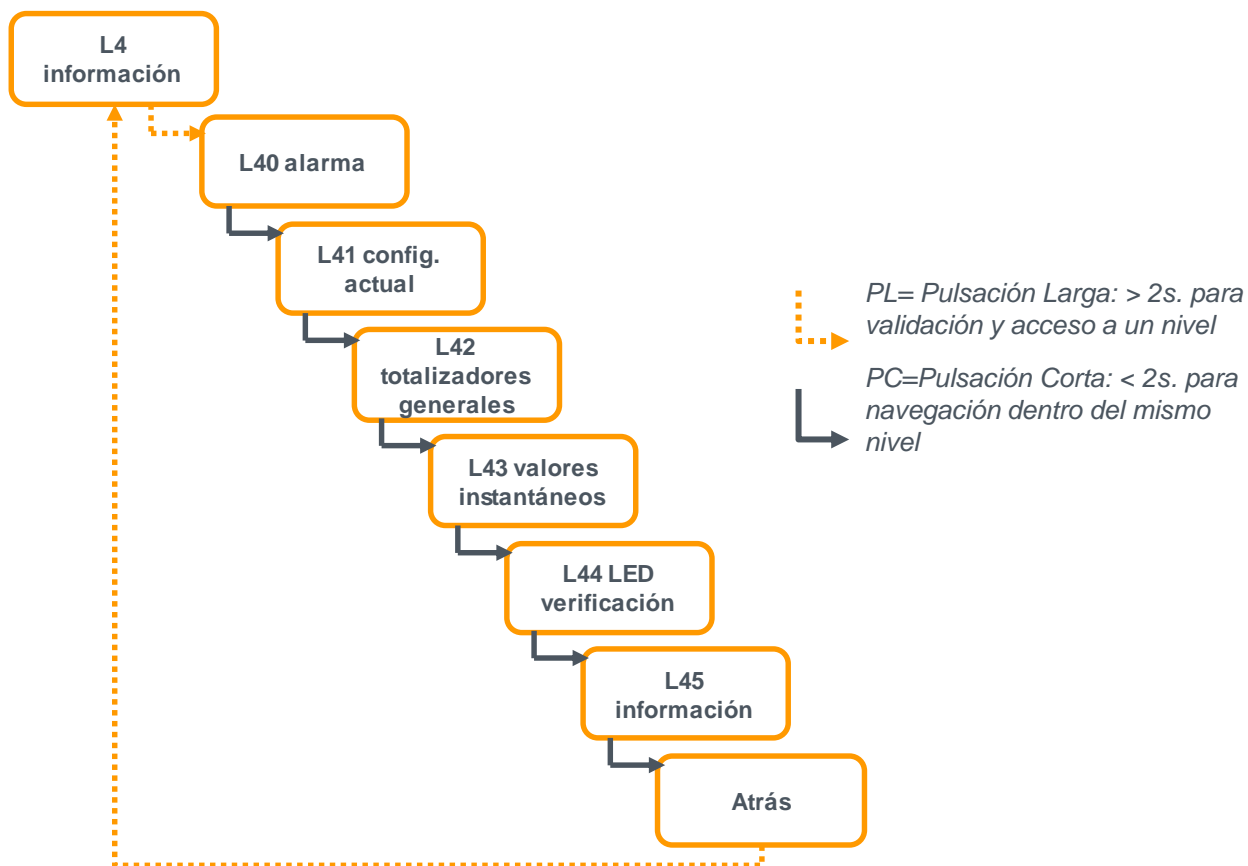 L4
información
L40 alarma
L41 config.
actual
L42
totalizadores
generales
L43 valores
instantáneos
L44 LED
verificación
L45
información
Atrás
PL= Pulsación Larga: > 2s. para
validación y acceso a un nivel
PC=Pulsación Corta: < 2s. para
navegación dentro del mismo
nivel